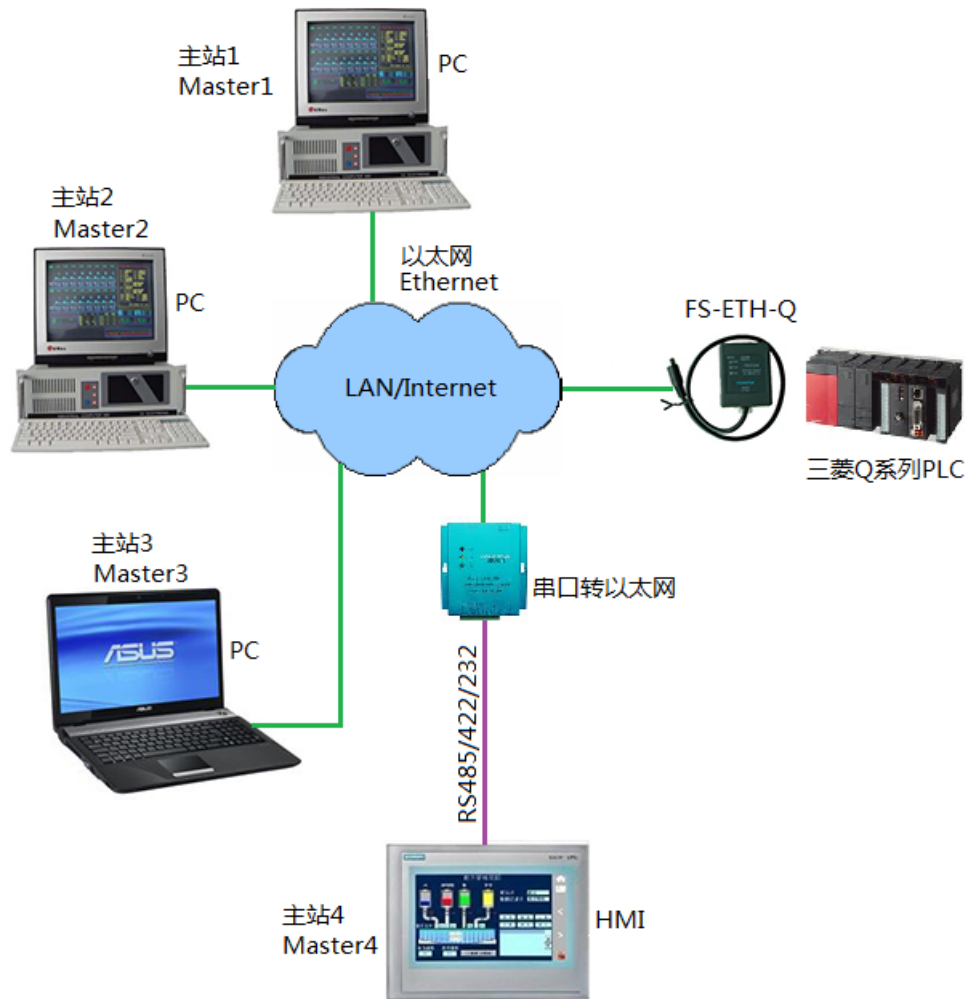 主站1
Master1
PC
主站2
Master2
PC
以太网
Ethernet
FS-ETH-Q
LAN/Internet
三菱Q系列PLC
主站3
Master3
PC
ASUS
串口转以太网
RS485/422/232
主站4
Master4
HMI